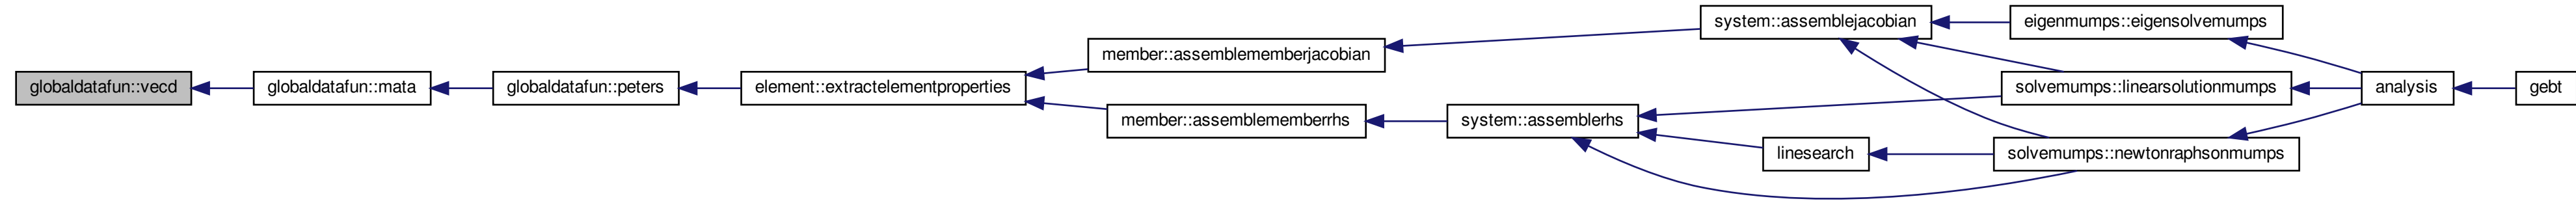 globaldatafun::vecd
globaldatafun::mata
globaldatafun::peters
element::extractelementproperties
member::assemblememberjacobian
member::assemblememberrhs
system::assemblejacobian
system::assemblerhs
eigenmumps::eigensolvemumps
solvemumps::linearsolutionmumps
linesearch
solvemumps::newtonraphsonmumps
analysis
gebt